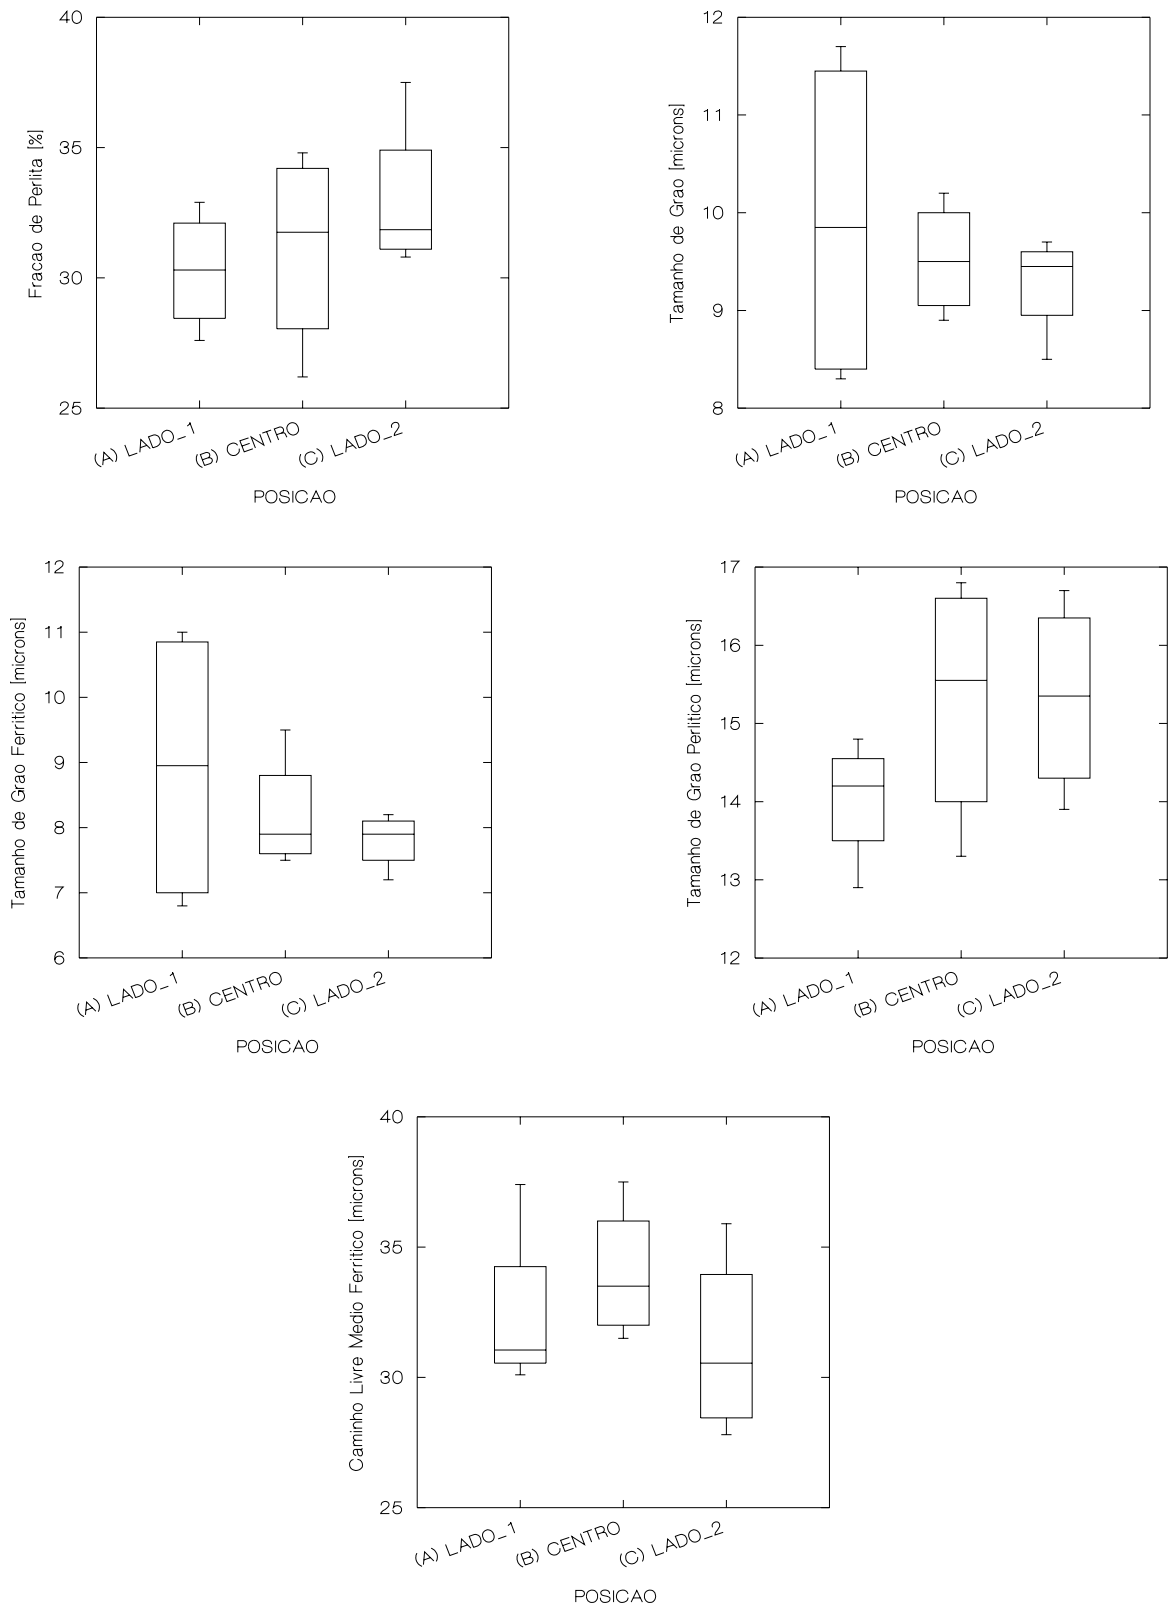 Fracao de Perlita [%]
40
35
30
25
(A) LADO_1
(B) CENTRO
(C) LADO_2
POSICAO
Tamanho de Grao [microns]
12
11
10
9
8
(A) LADO_1
(B) CENTRO
(C) LADO_2
POSICAO
Tamanho de Grao Ferritico [microns]
12
11
10
9
8
7
6
(A) LADO_1
(B) CENTRO
(C) LADO_2
POSICAO
Tamanho de Grao Perlitico [microns]
17
16
15
14
13
12
(A) LADO_1
(B) CENTRO
(C) LADO_2
POSICAO
Caminho Livre Medio Ferritico [microns]
40
35
30
25
(A) LADO_1
(B) CENTRO
(C) LADO_2
POSICAO